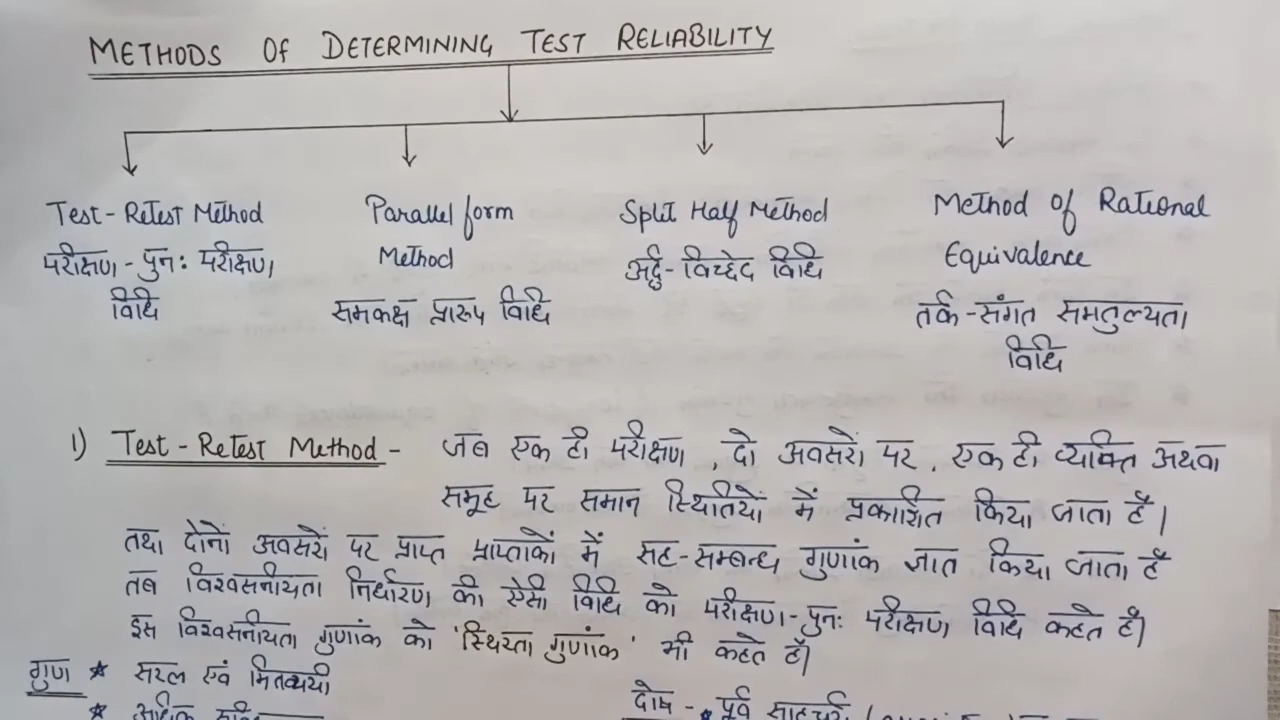 METHODS OF DETERMINING TEST RELIABILITY
Test-Retest Method
परीक्षण-पुनः परीक्षण
विधि
Parallel form
Method
समकक्ष प्रारूप विधि
Split Half Method
अर्द्ध-विच्छेद विधि
Method of Rational
Equivalence
तर्क-संगत समतुल्यता
विधि
1) Test-Retest Method - जब एक ही परीक्षण, दो अवसरों पर, एक ही व्यक्ति अथवा
समूह पर समान स्थितियों में प्रकाशित किया जाता है।
तथा दोनों अवसरों पर प्राप्त प्राप्तांकों में सह-सम्बन्ध गुणांक ज्ञात किया जाता है
तब विश्वसनीयता निर्धारण की ऐसी विधि को परीक्षण-पुनः परीक्षण विधि कहते हैं।
इस विश्वसनीयता गुणांक को 'स्थिरता गुणांक' भी कहते हैं।
गुण * सरल एवं मितव्ययी
* अधिक
दोष - * पूर्व